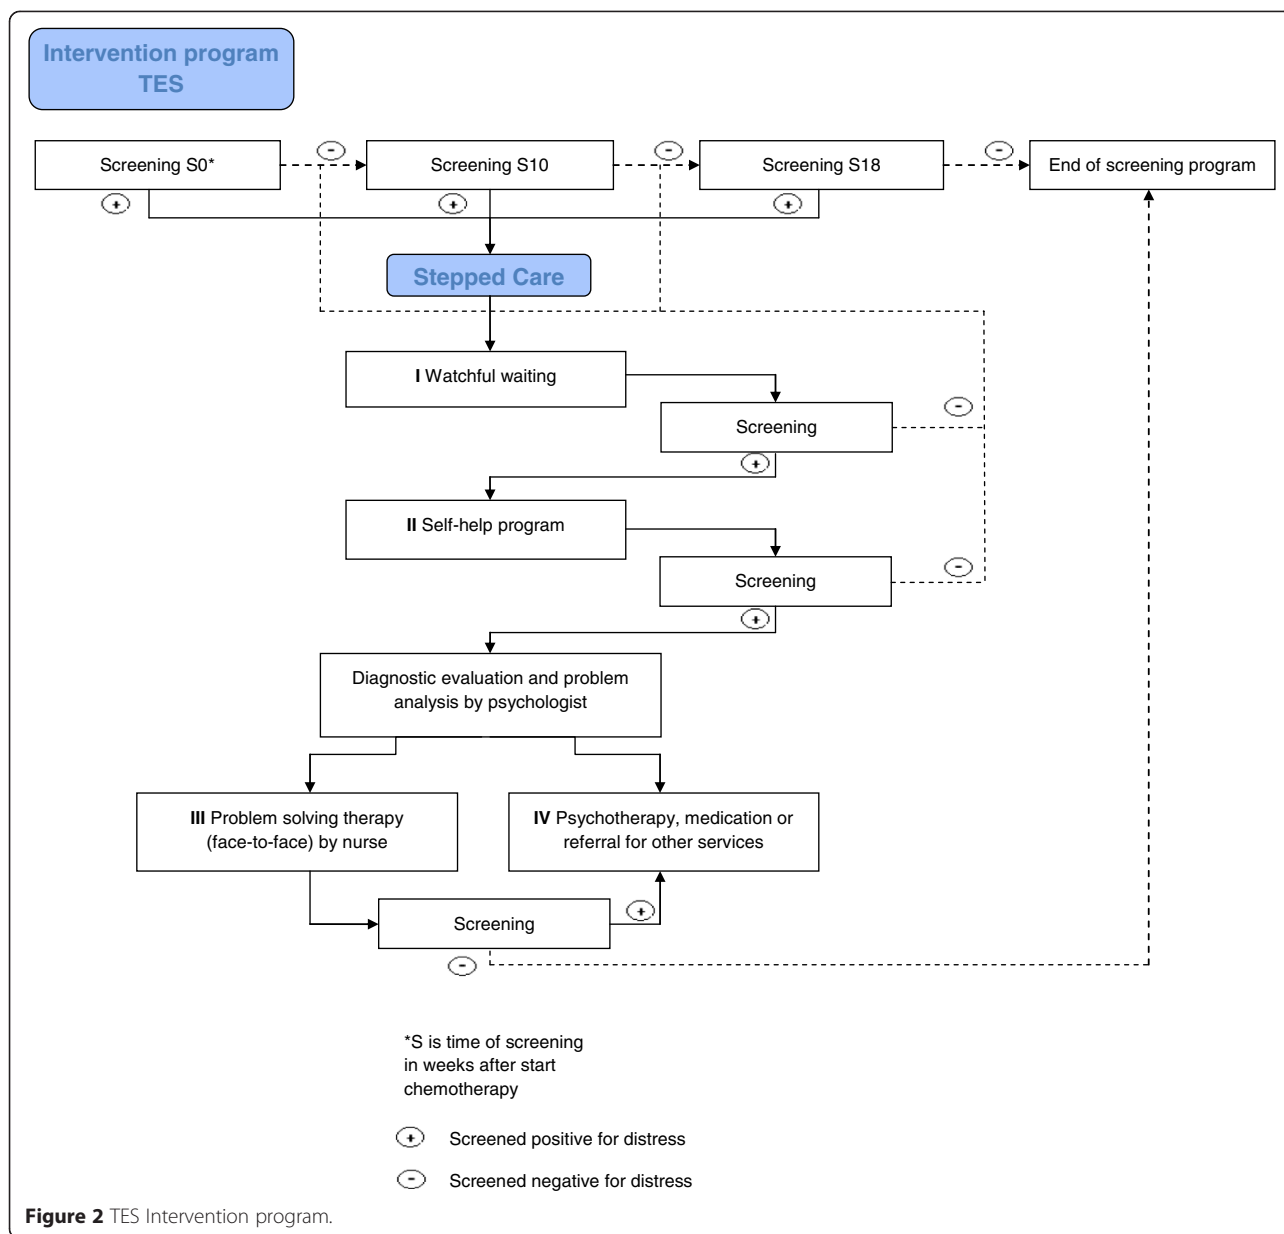 Intervention program
TES
Screening S0*
-
Screening S10
-
Screening S18
-
End of screening program
+
+
+
Stepped Care
I Watchful waiting
Screening
-
+
II Self-help program
Screening
-
+
Diagnostic evaluation and problem
analysis by psychologist
III Problem solving therapy
(face-to-face) by nurse
IV Psychotherapy, medication or
referral for other services
Screening
+
-
*S is time of screening
in weeks after start
chemotherapy
+ Screened positive for distress
- Screened negative for distress
Figure 2 TES Intervention program.